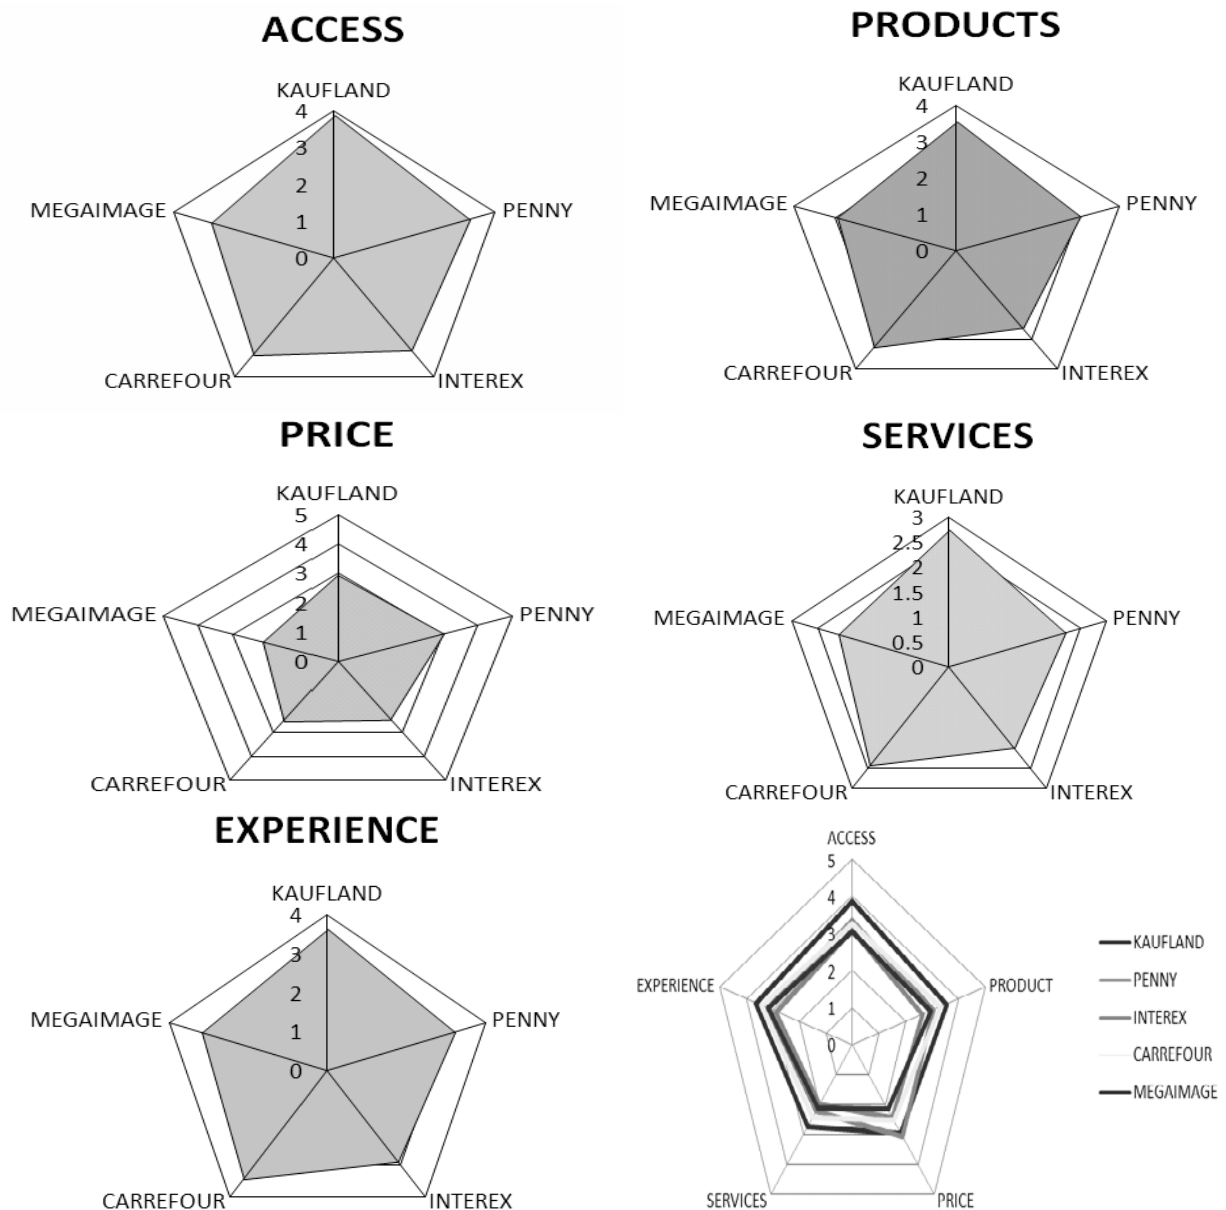 ACCESS
KAUFLAND
4
3
2
1
0
MEGAIMAGE
PENNY
CARREFOUR
INTEREX
PRODUCTS
KAUFLAND
4
3
2
1
0
MEGAIMAGE
PENNY
CARREFOUR
INTEREX
PRICE
KAUFLAND
5
4
3
2
1
0
MEGAIMAGE
PENNY
CARREFOUR
INTEREX
SERVICES
KAUFLAND
3
2.5
2
1.5
1
0.5
0
MEGAIMAGE
PENNY
CARREFOUR
INTEREX
EXPERIENCE
KAUFLAND
4
3
2
1
0
MEGAIMAGE
PENNY
CARREFOUR
INTEREX
ACCESS
5
4
3
2
1
0
EXPERIENCE
PRODUCT
SERVICES
PRICE
KAUFLAND
PENNY
INTEREX
CARREFOUR
MEGAIMAGE